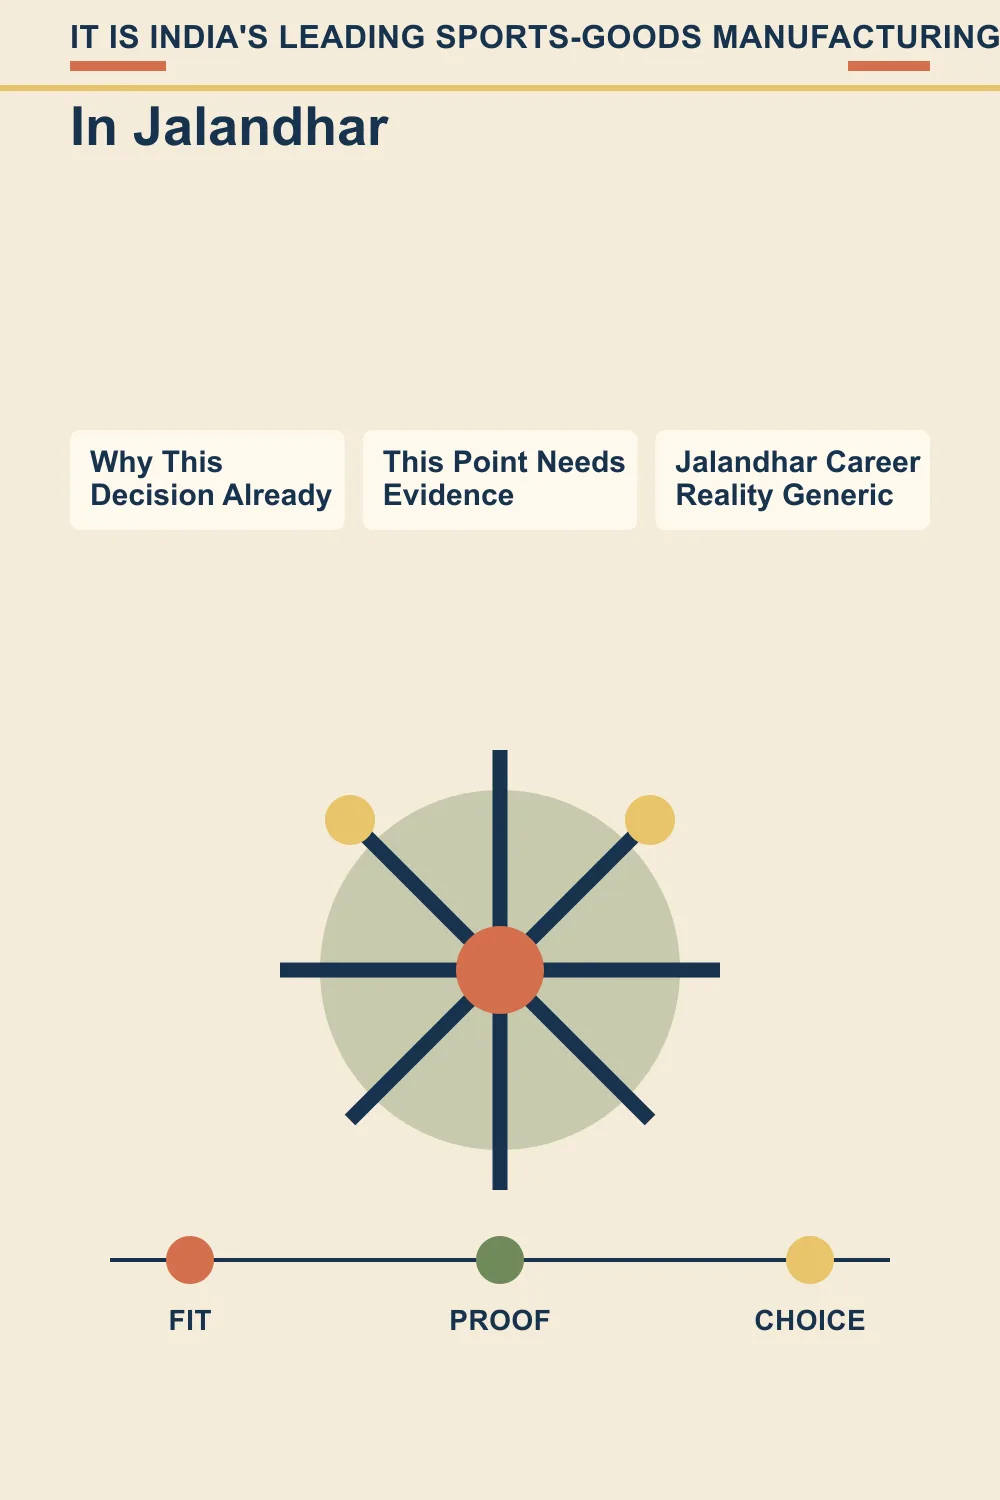 IT IS INDIA'S LEADING SPORTS-GOODS MANUFACTURING
In Jalandhar
Why This
Decision Already
This Point Needs
Evidence
Jalandhar Career
Reality Generic
FIT
PROOF
CHOICE